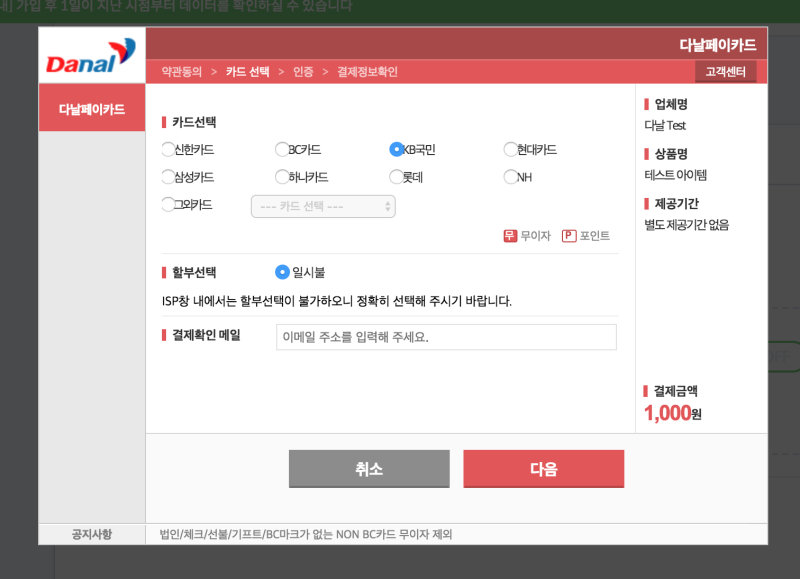 내] 가입 후 1일이 지난 시점부터 데이터를 확인하실 수 있습니다
Danal
다날페이카드
약관동의 > 카드 선택 > 인증 > 결제정보확인
고객센터
다날페이카드
카드선택
신한카드 BC카드 KB국민 현대카드
삼성카드 하나카드 롯데 NH
그외카드 --- 카드 선택 ---
무 무이자 P 포인트
할부선택 일시불
ISP창 내에서는 할부선택이 불가하오니 정확히 선택해 주시기 바랍니다.
결제확인 메일 이메일 주소를 입력해 주세요.
업체명
다날 Test
상품명
테스트 아이템
제공기간
별도 제공기간 없음
결제금액
1,000원
OFF
취소 다음
공지사항 법인/체크/선불/기프트/BC마크가 없는 NON BC카드 무이자 제외